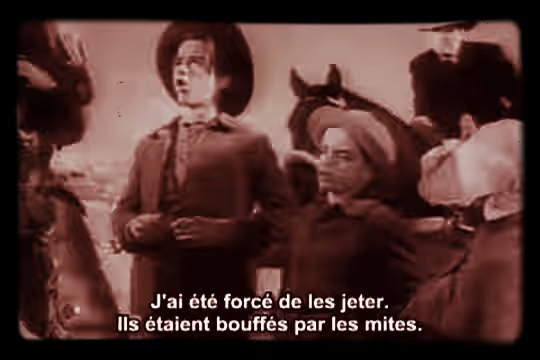 J'ai été forcé de les jeter.
Ils étaient bouffés par les mites.